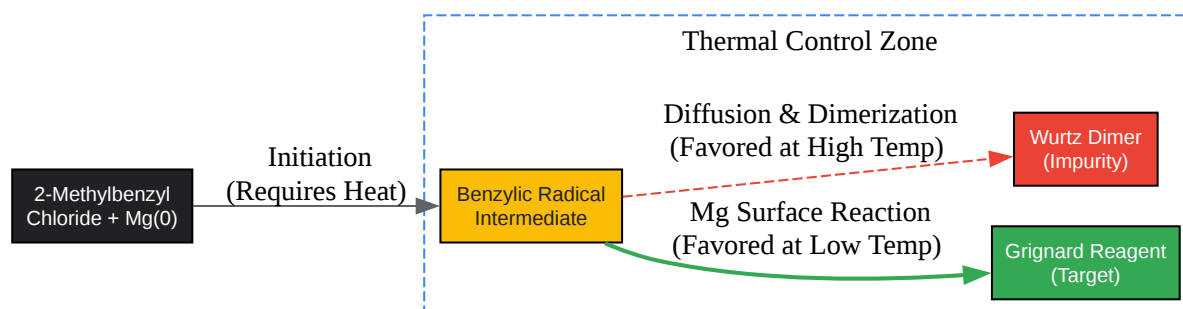 Thermal Control Zone
2-Methylbenzyl
Chloride + Mg(0)
Initiation
(Requires Heat)
Benzylic Radical
Intermediate
Diffusion & Dimerization
(Favored at High Temp)
Wurtz Dimer
(Impurity)
Mg Surface Reaction
(Favored at Low Temp)
Grignard Reagent
(Target)